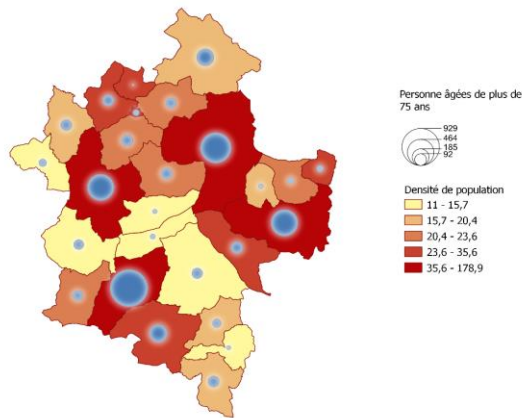 Personne âgées de plus de
75 ans
929
464
185
92
Densité de population
11 - 15,7
15,7 - 20,4
20,4 - 23,6
23,6 - 35,6
35,6 - 178,9